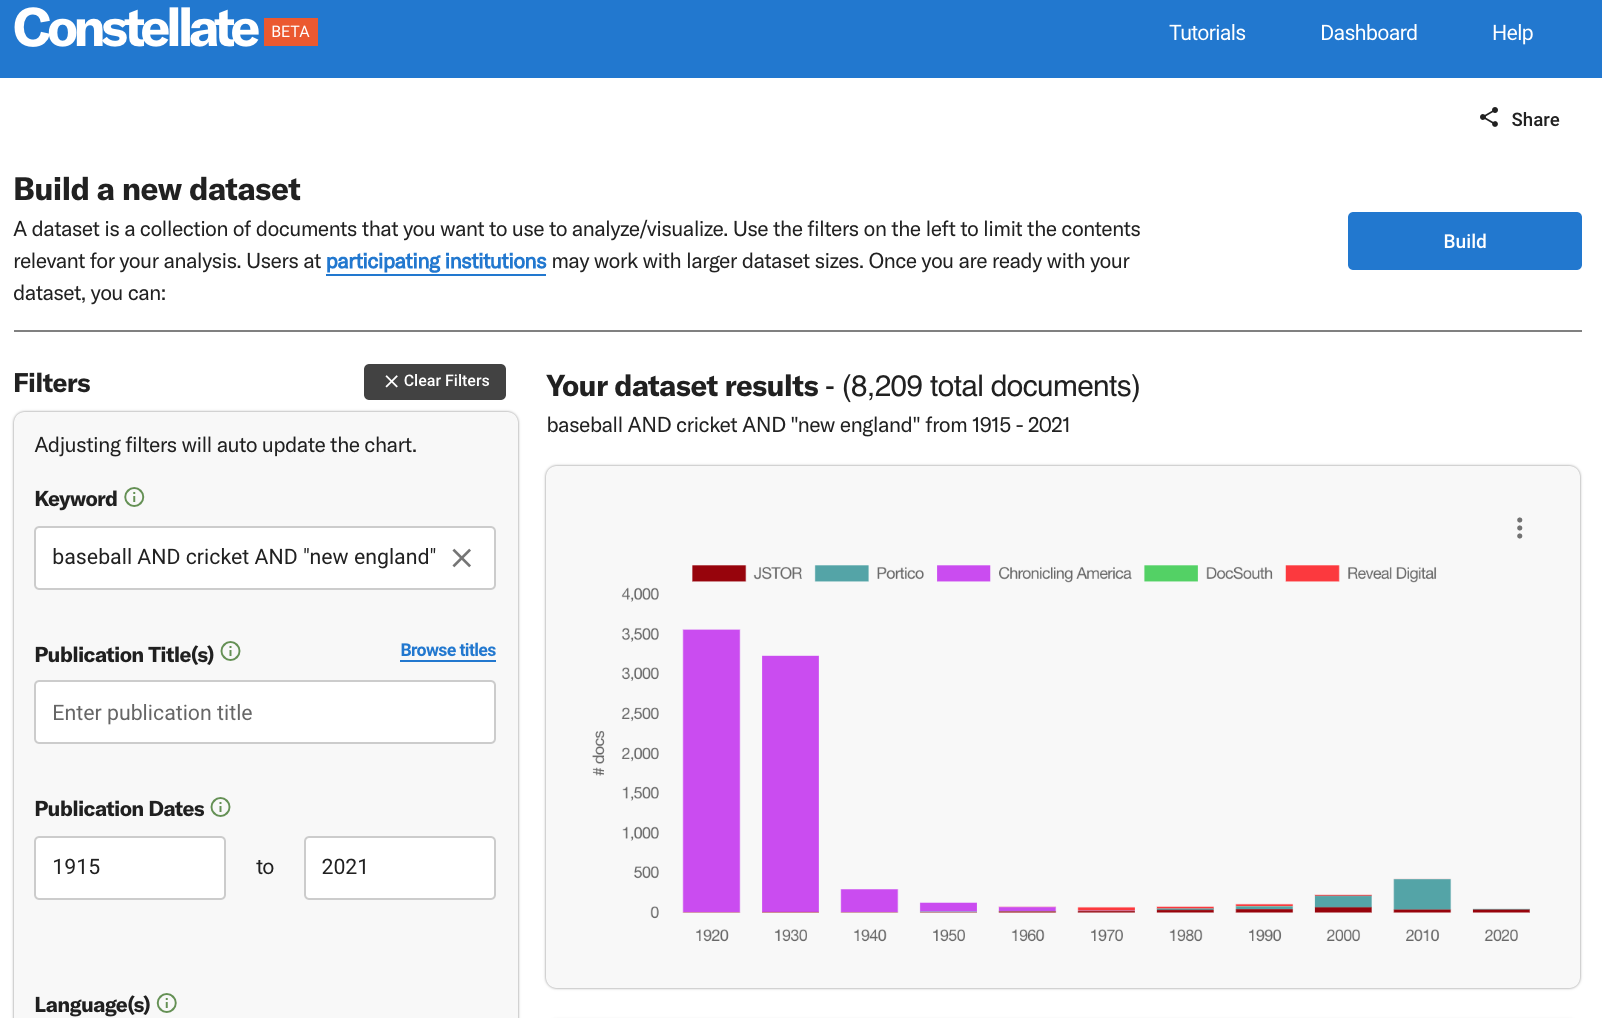 Constellate BETA
Tutorials Dashboard Help
Share
Build a new dataset
A dataset is a collection of documents that you want to use to analyze/visualize. Use the filters on the left to limit the contents
relevant for your analysis. Users at participating institutions may work with larger dataset sizes. Once you are ready with your
dataset, you can:
Build
Filters
Clear Filters
Adjusting filters will auto update the chart.
Keyword
baseball AND cricket AND "new england"
Publication Title(s) Browse titles
Enter publication title
Publication Dates
1915 to 2021
Language(s)
Your dataset results - (8,209 total documents)
baseball AND cricket AND "new england" from 1915 - 2021
JSTOR Portico Chronicling America DocSouth Reveal Digital
# docs
4,000
3,500
3,000
2,500
2,000
1,500
1,000
500
0
1920 1930 1940 1950 1960 1970 1980 1990 2000 2010 2020